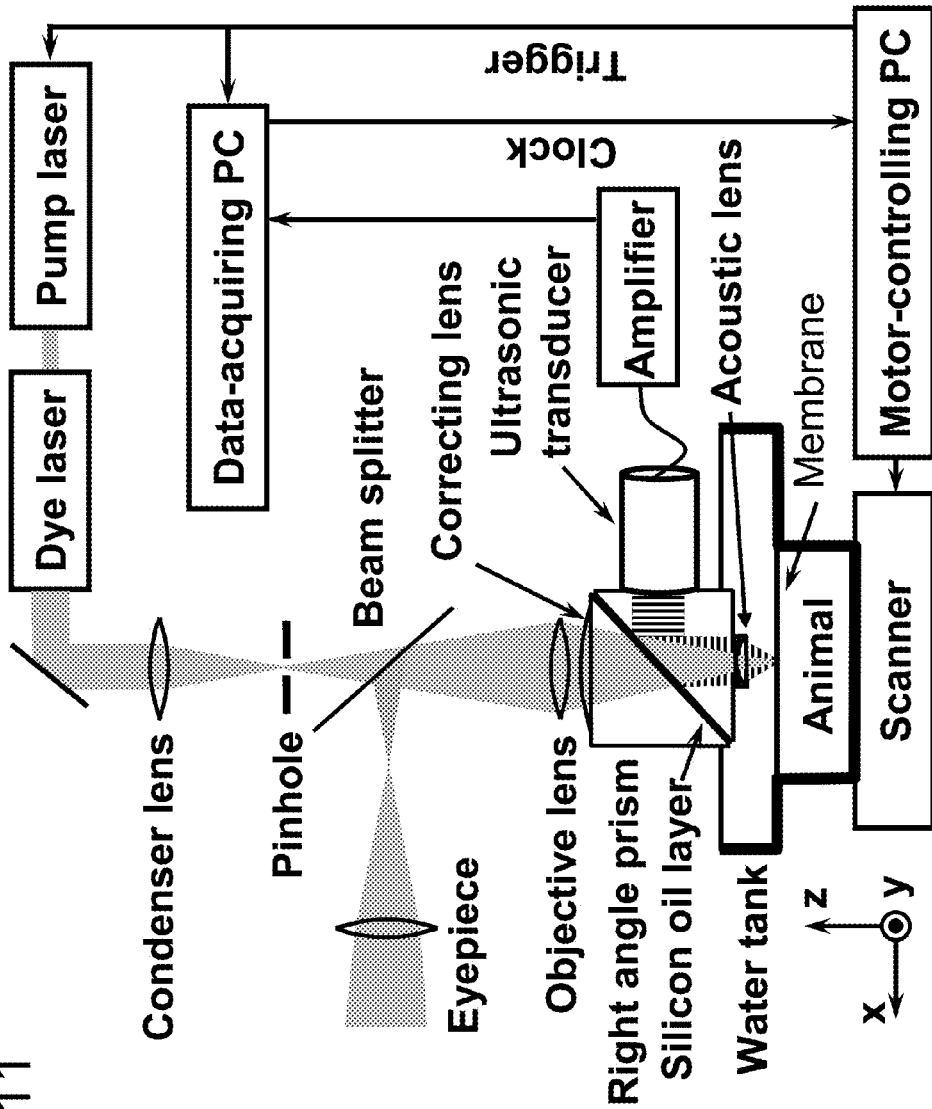 Pump laser
Dye laser
Trigger
Data-acquiring PC
Clock
Condenser lens
Pinhole
Beam splitter
Correcting lens
Ultrasonic
transducer
Amplifier
Acoustic lens
Membrane
Motor-controlling PC
Eyepiece
Objective lens
Right angle prism
Silicon oil layer
Water tank
Animal
Scanner
z
y
x